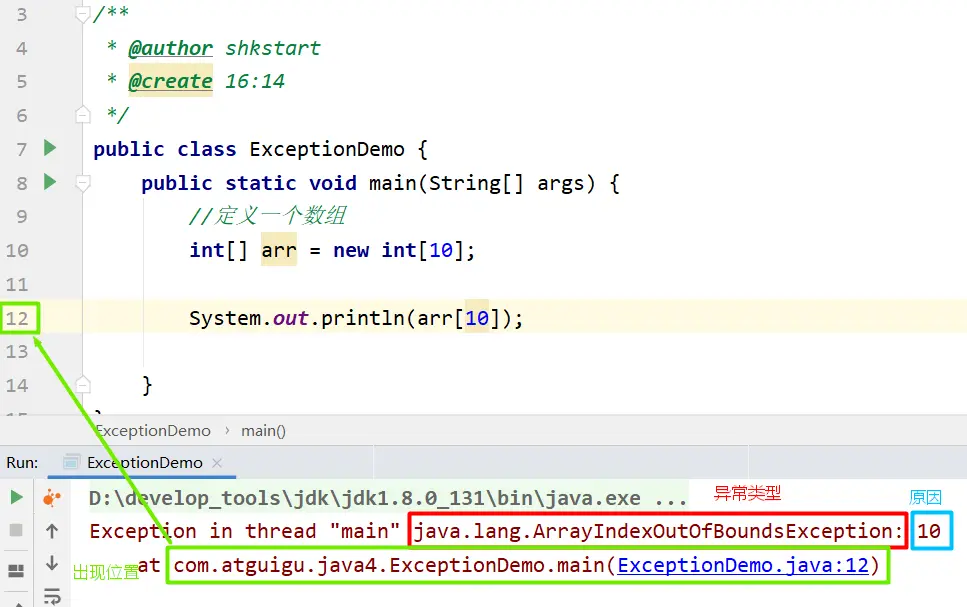 3 /**
4 * @author shkstart
5 * @create 16:14
6 */
7 public class ExceptionDemo {
8 public static void main(String[] args) {
9 //定义一个数组
10 int[] arr = new int[10];
11
12 System.out.println(arr[10]);
13
14 }
ExceptionDemo › main()
Run: ExceptionDemo ×
D:\develop_tools\jdk\jdk1.8.0_131\bin\java.exe ... 异常类型 原因
Exception in thread "main" java.lang.ArrayIndexOutOfBoundsException: 10
出现位置 at com.atguigu.java4.ExceptionDemo.main(ExceptionDemo.java:12)